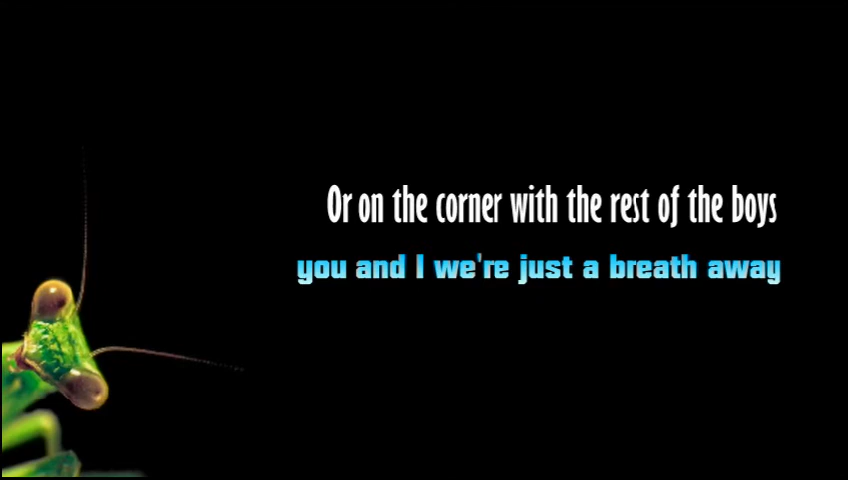 Or on the corner with the rest of the boys
you and I we're just a breath away